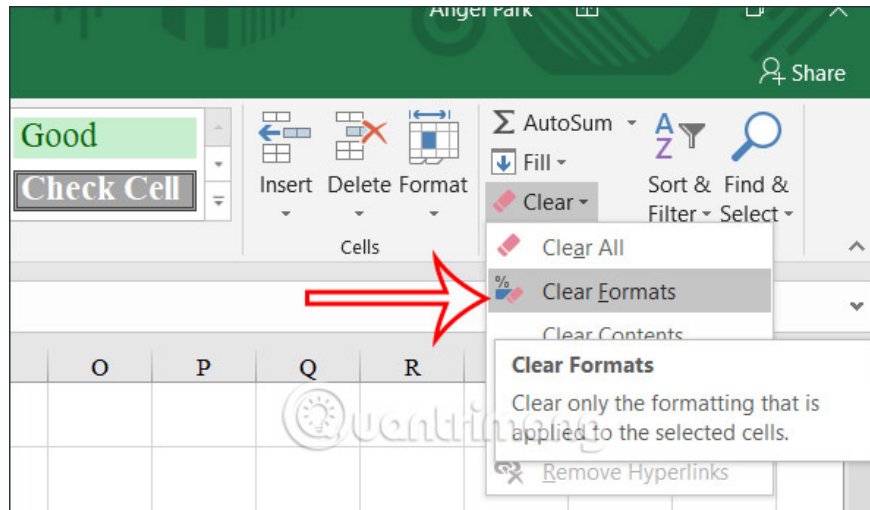 Angel Park
Share
Good
Check Cell
Insert
Delete
Format
Cells
AutoSum
Fill
Clear
Sort &
Filter
Find &
Select
Clear All
Clear Formats
Clear Contents
Clear Formats
Clear only the formatting that is
applied to the selected cells.
Remove Hyperlinks
O P Q R
Quantrimang